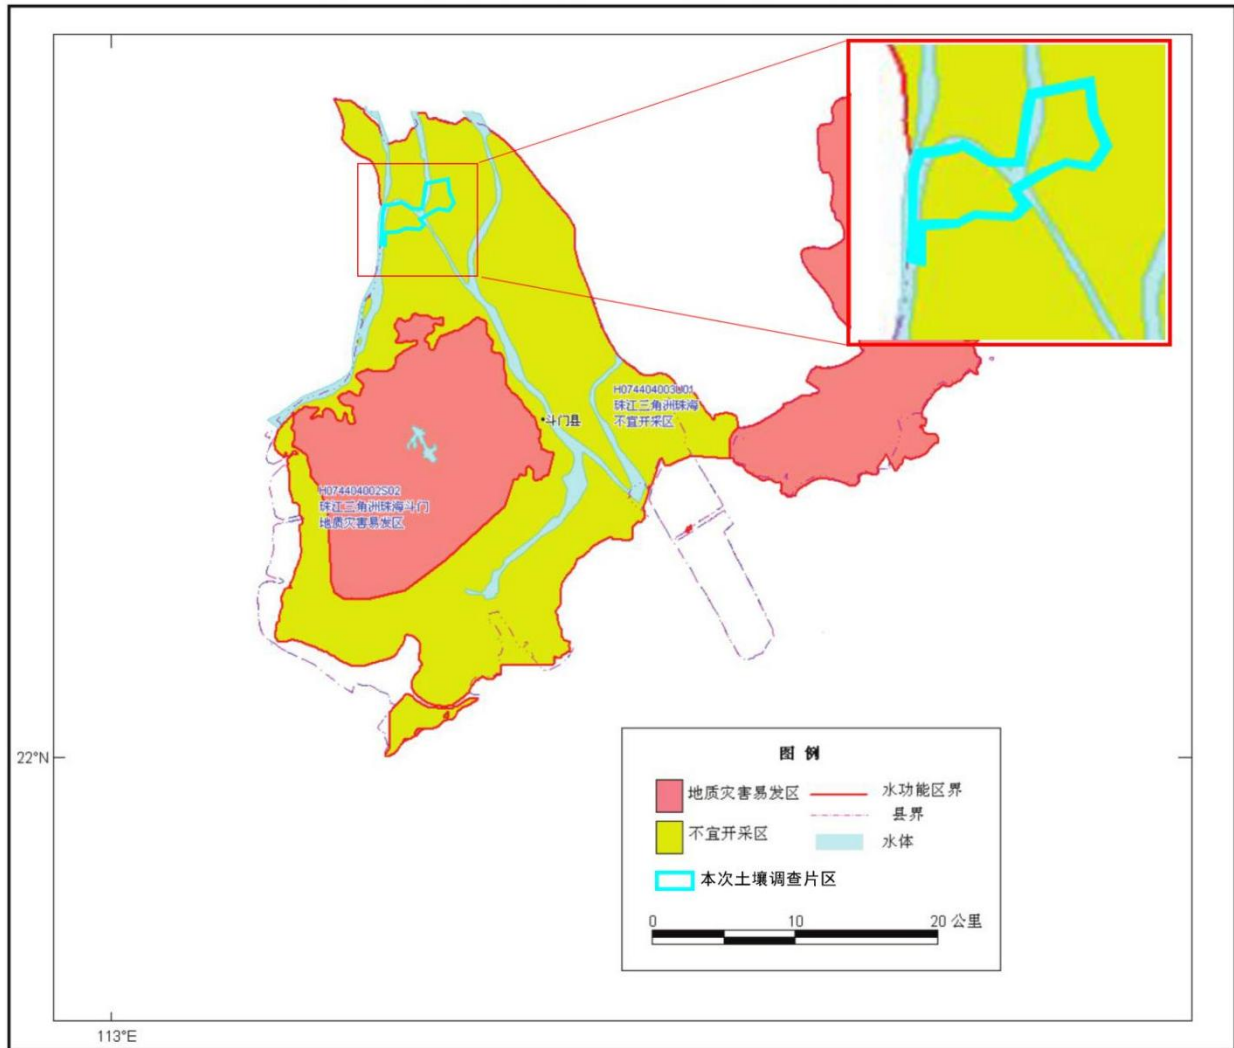 H074404003U01
珠江三角洲珠海
不宜开采区
斗门县
H074404002S02
珠江三角洲珠海斗门
地质灾害易发区
22°N
113°E
图 例
地质灾害易发区
水功能区界
县界
不宜开采区
水体
本次土壤调查片区
0 10 20 公里